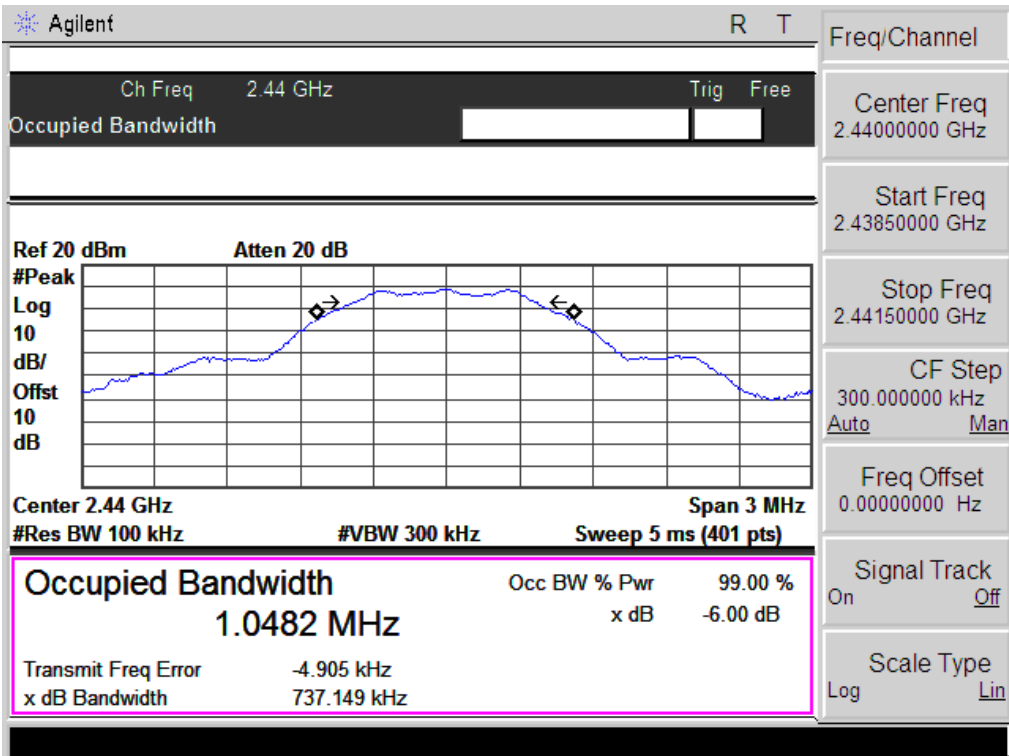 Agilent
R T
Ch Freq 2.44 GHz Trig Free
Occupied Bandwidth
Ref 20 dBm Atten 20 dB
#Peak
Log
10
dB/
Offst
10
dB
Center 2.44 GHz Span 3 MHz
#Res BW 100 kHz #VBW 300 kHz Sweep 5 ms (401 pts)
Occupied Bandwidth Occ BW % Pwr 99.00 %
1.0482 MHz x dB -6.00 dB
Transmit Freq Error -4.905 kHz
x dB Bandwidth 737.149 kHz
Freq/Channel
Center Freq
2.44000000 GHz
Start Freq
2.43850000 GHz
Stop Freq
2.44150000 GHz
CF Step
300.000000 kHz
Auto Man
Freq Offset
0.00000000 Hz
Signal Track
On Off
Scale Type
Log Lin